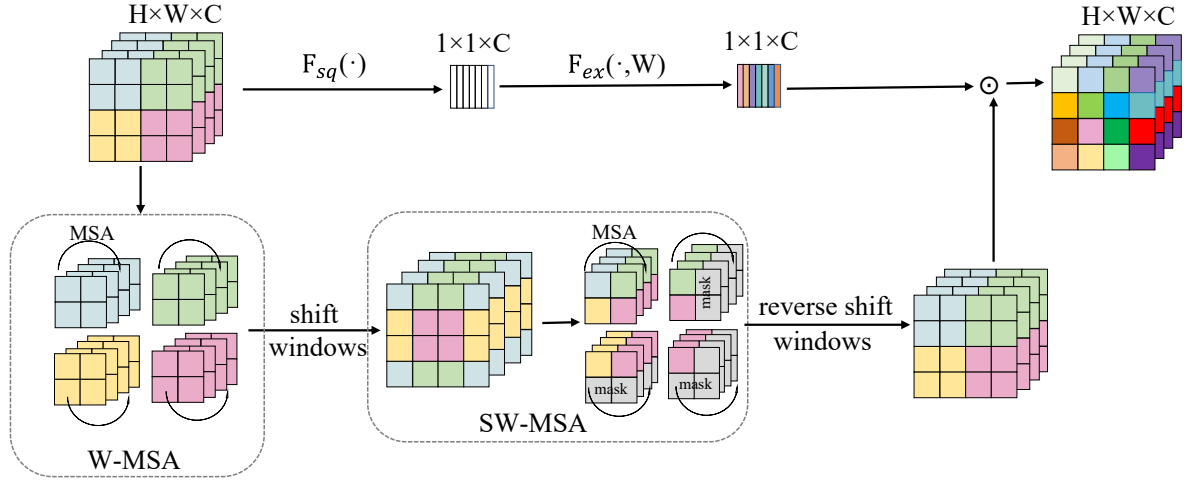 H×W×C
F_sq(·)
1×1×C
F_ex(·,W)
1×1×C
⊙
H×W×C
MSA
W-MSA
shift
windows
MSA
mask
mask
mask
SW-MSA
reverse shift
windows